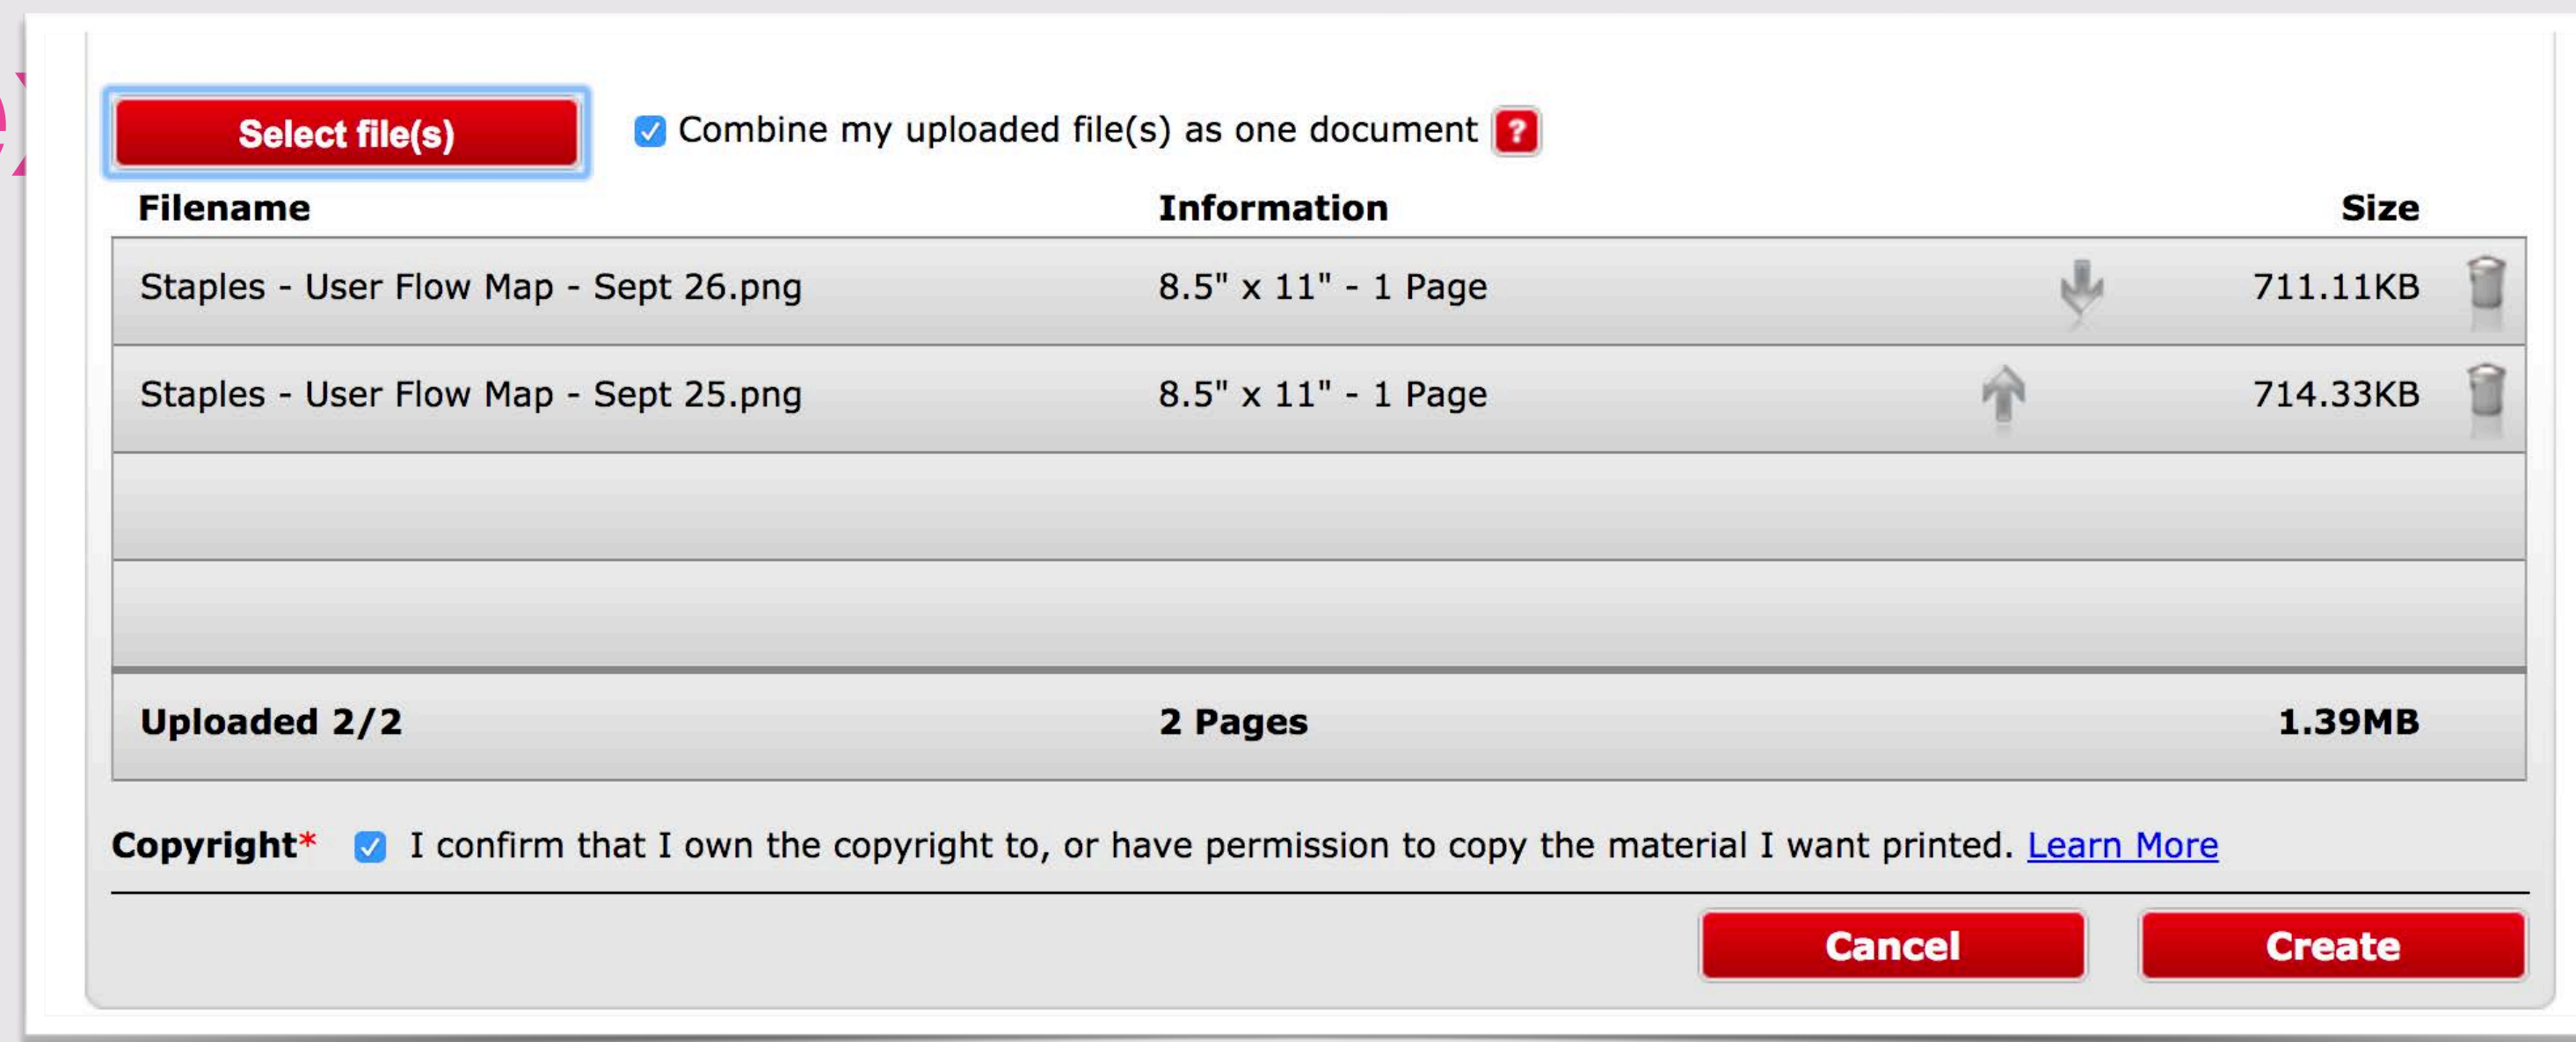 Select file(s) Combine my uploaded file(s) as one document ?
Filename Information Size
Staples - User Flow Map - Sept 26.png 8.5" x 11" - 1 Page 711.11KB
Staples - User Flow Map - Sept 25.png 8.5" x 11" - 1 Page 714.33KB
Uploaded 2/2 2 Pages 1.39MB
Copyright* I confirm that I own the copyright to, or have permission to copy the material I want printed. Learn More
Cancel Create